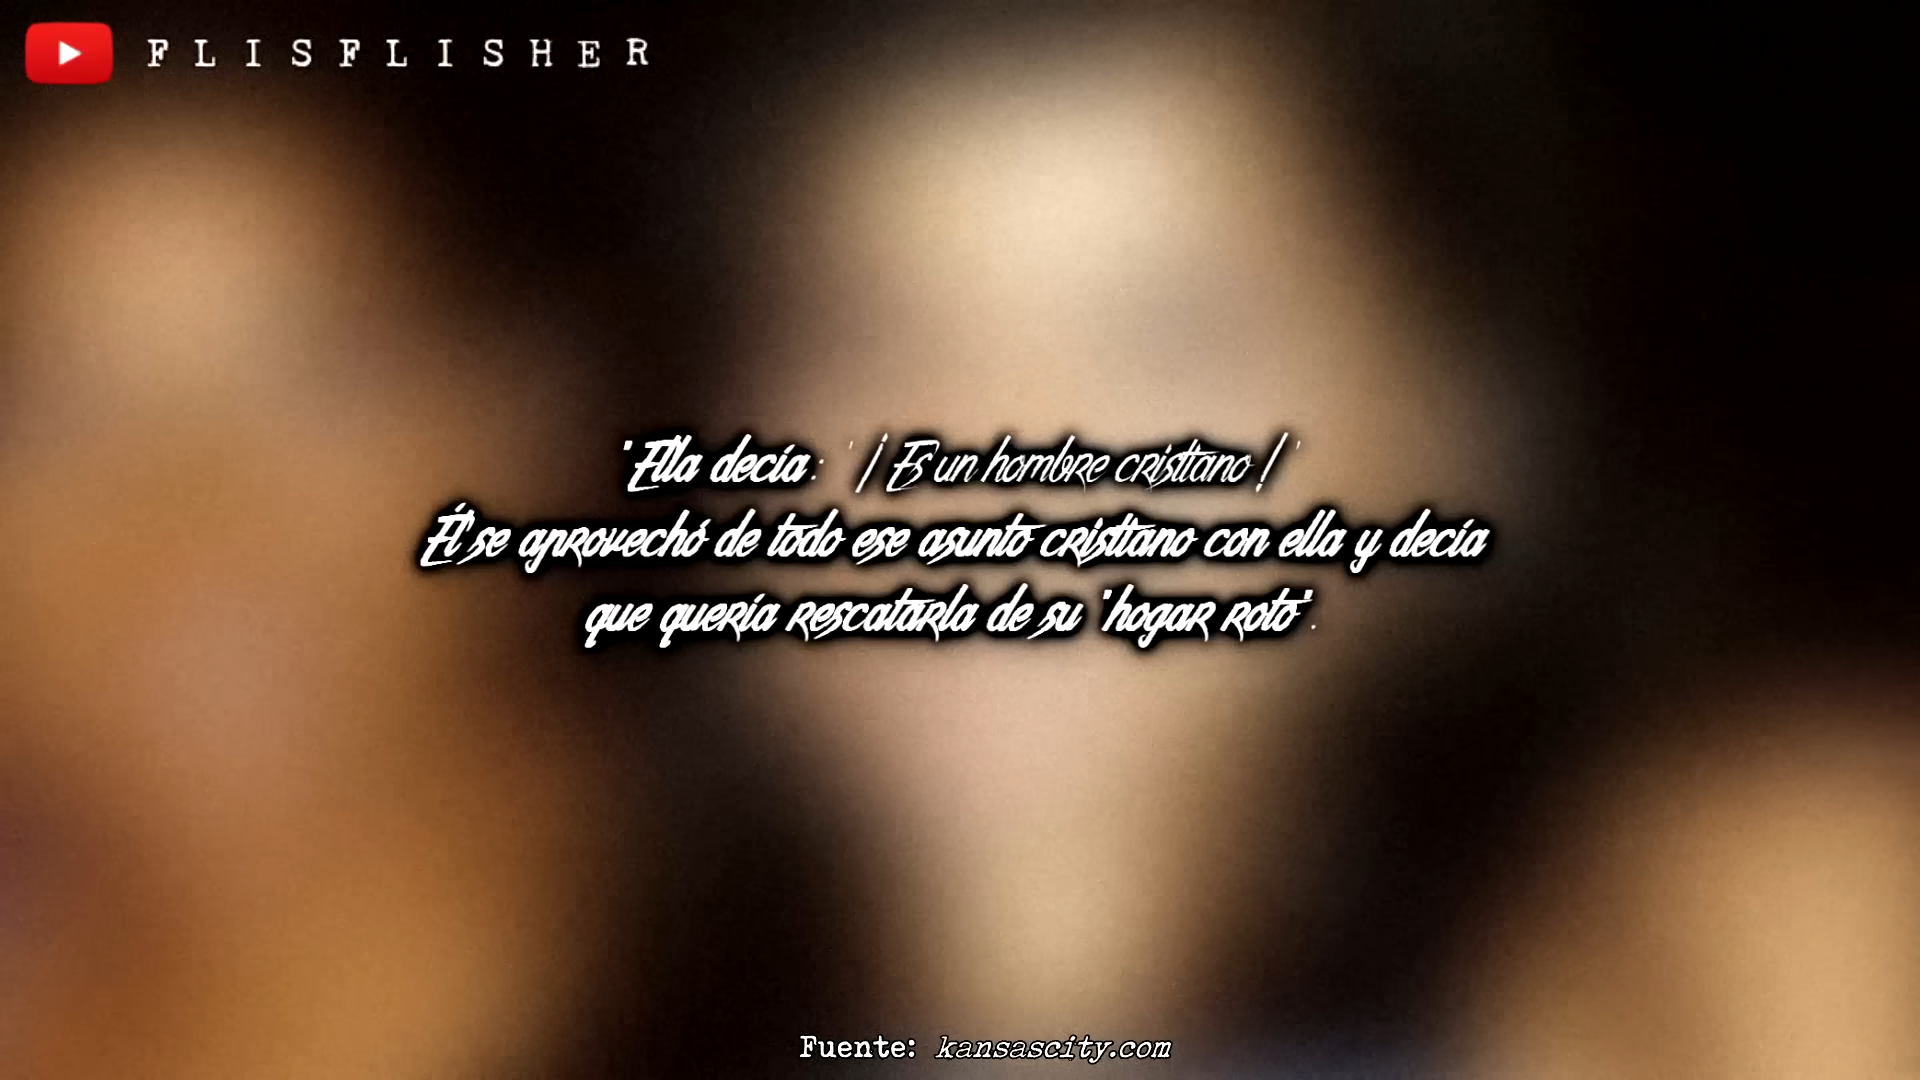 FLISFLISHER
"Ella decía: '¡Es un hombre cristiano!'
Él se aprovechó de todo ese asunto cristiano con ella y decía
que quería rescatarla de su 'hogar roto'".
Fuente: kansascity.com